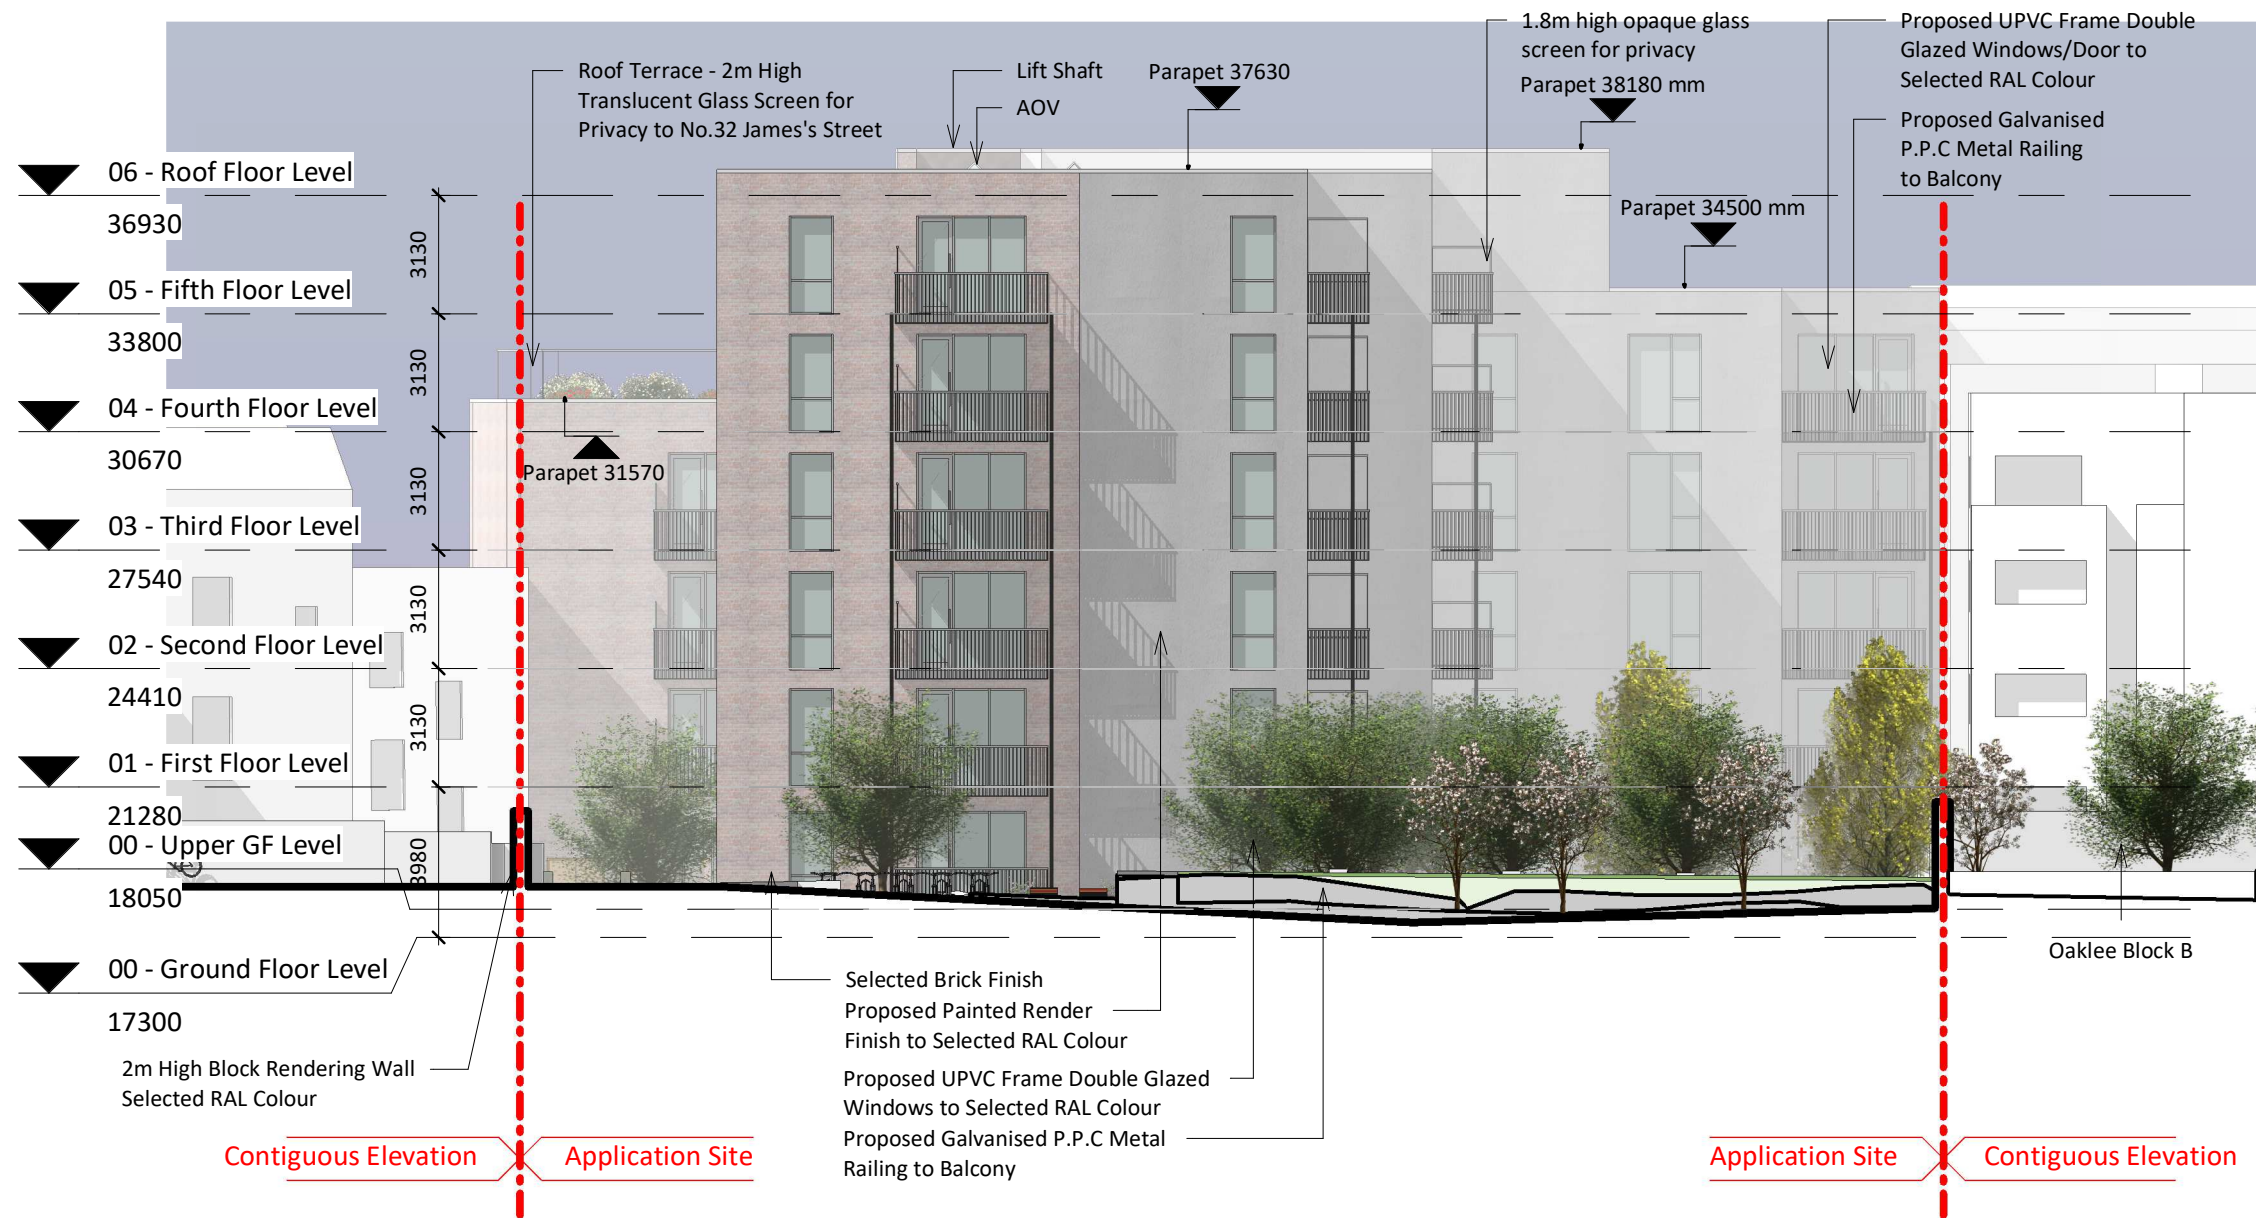 Roof Terrace - 2m High
Translucent Glass Screen for
Privacy to No.32 James's Street
Lift Shaft
AOV
Parapet 37630
1.8m high opaque glass
screen for privacy
Parapet 38180 mm
Proposed UPVC Frame Double
Glazed Windows/Door to
Selected RAL Colour
Proposed Galvanised
P.P.C Metal Railing
to Balcony
Parapet 34500 mm
06 - Roof Floor Level
36930
3130
05 - Fifth Floor Level
33800
3130
04 - Fourth Floor Level
30670
Parapet 31570
3130
03 - Third Floor Level
27540
3130
02 - Second Floor Level
24410
3130
01 - First Floor Level
21280
00 - Upper GF Level
3980
18050
00 - Ground Floor Level
17300
2m High Block Rendering Wall
Selected RAL Colour
Selected Brick Finish
Proposed Painted Render
Finish to Selected RAL Colour
Proposed UPVC Frame Double Glazed
Windows to Selected RAL Colour
Proposed Galvanised P.P.C Metal
Railing to Balcony
Oaklee Block B
Contiguous Elevation
Application Site
Application Site
Contiguous Elevation